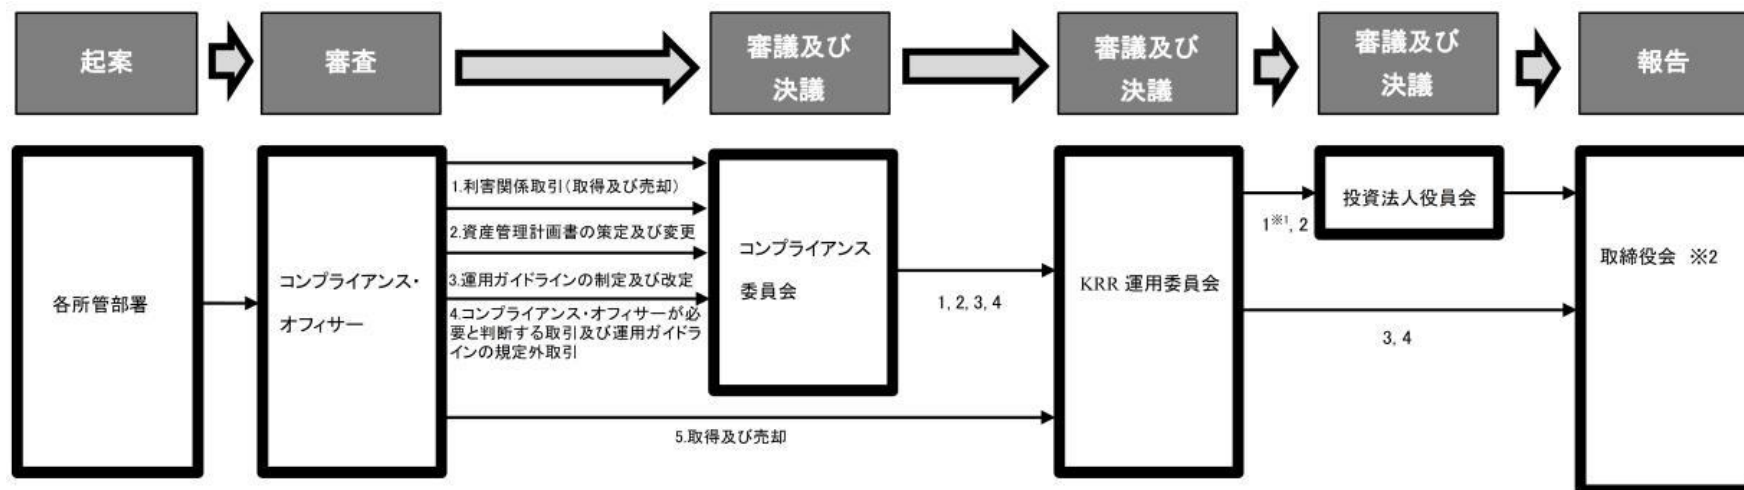 起案
審査
審議及び
決議
審議及び
決議
審議及び
決議
報告
各所管部署
コンプライアンス・
オフィサー
1.利害関係取引(取得及び売却)
2.資産管理計画書の策定及び変更
3.運用ガイドラインの制定及び改定
4.コンプライアンス・オフィサーが必
要と判断する取引及び運用ガイドラ
インの規定外取引
5.取得及び売却
コンプライアンス
委員会
1, 2, 3, 4
KRR 運用委員会
1※1, 2
3, 4
投資法人役員会
取締役会 ※2